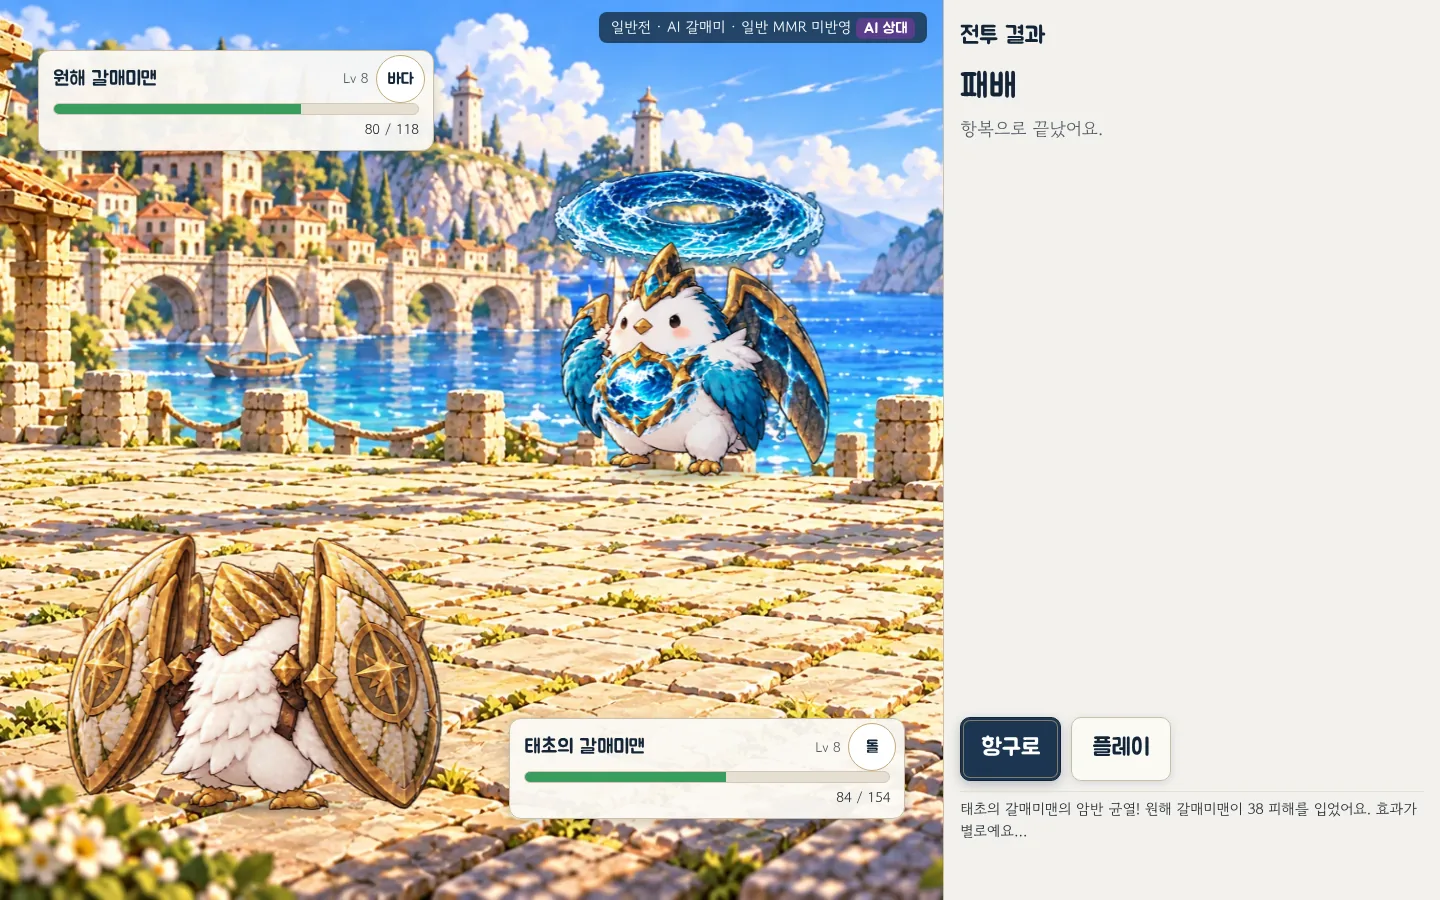 일반전 · AI 갈매미 · 일반 MMR 미반영 AI 상대
원해 갈매미맨 Lv 8 바다
80 / 118
태초의 갈매미맨 Lv 8 돌
84 / 154
전투 결과
패배
항복으로 끝났어요.
항구로 플레이
태초의 갈매미맨의 암반 균열! 원해 갈매미맨이 38 피해를 입었어요. 효과가
별로예요...